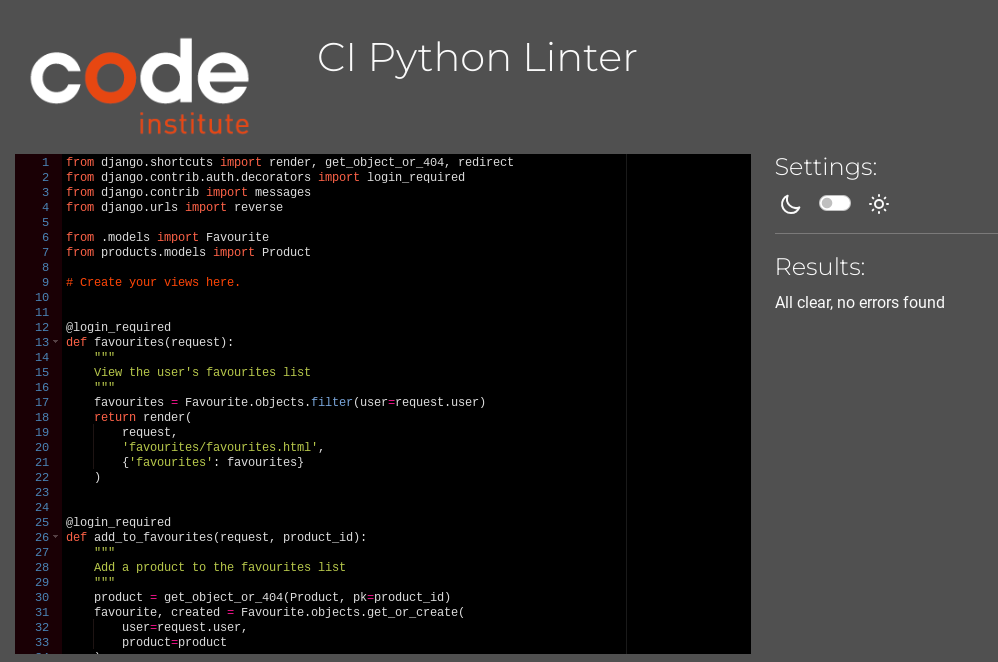 code
institute
CI Python Linter
1 from django.shortcuts import render, get_object_or_404, redirect
2 from django.contrib.auth.decorators import login_required
3 from django.contrib import messages
4 from django.urls import reverse
5
6 from .models import Favourite
7 from products.models import Product
8
9 # Create your views here.
10
11
12 @login_required
13 def favourites(request):
14 """
15 View the user's favourites list
16 """
17 favourites = Favourite.objects.filter(user=request.user)
18 return render(
19 request,
20 'favourites/favourites.html',
21 {'favourites': favourites}
22 )
23
24
25 @login_required
26 def add_to_favourites(request, product_id):
27 """
28 Add a product to the favourites list
29 """
30 product = get_object_or_404(Product, pk=product_id)
31 favourite, created = Favourite.objects.get_or_create(
32 user=request.user,
33 product=product
Settings:
Results:
All clear, no errors found